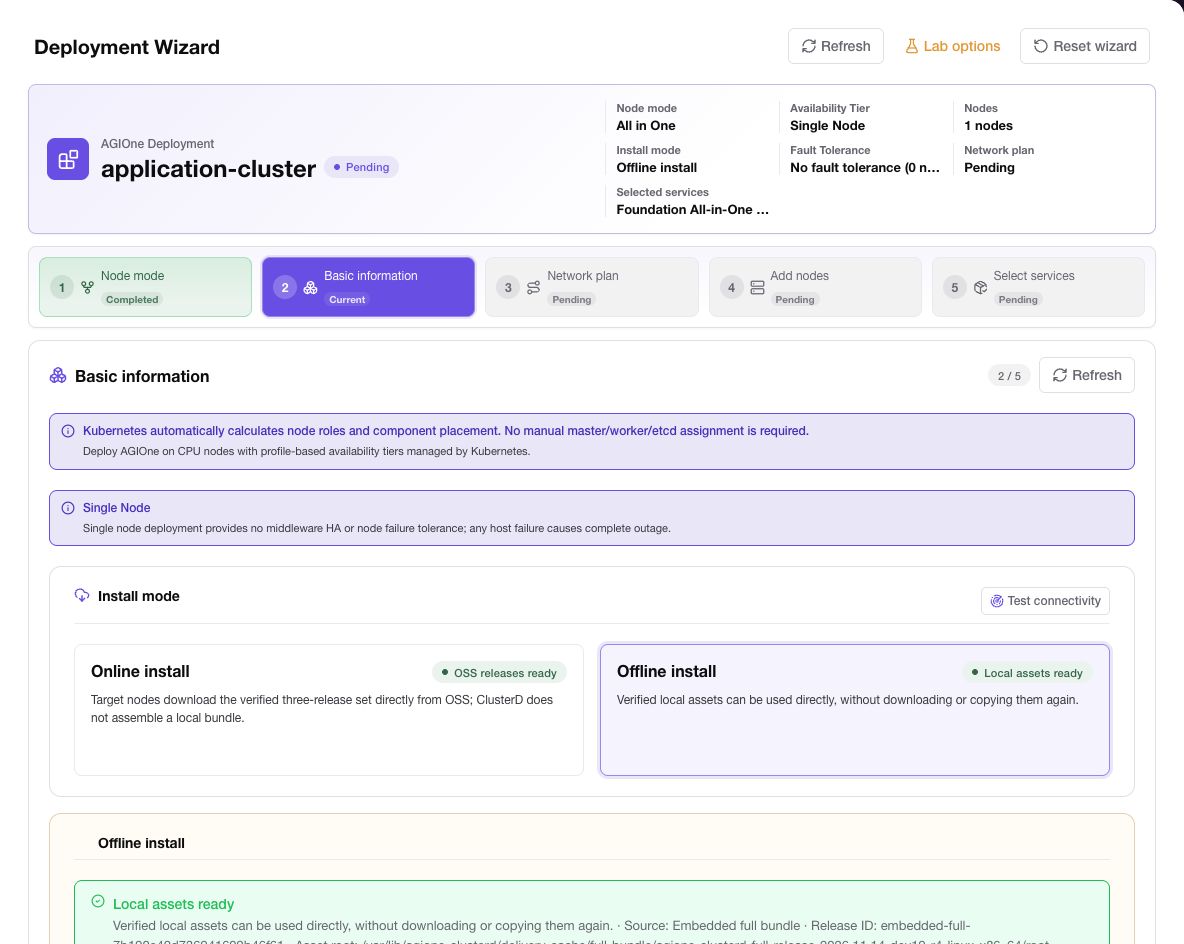 Deployment Wizard
Refresh
Lab options
Reset wizard
AGIOne Deployment
application-cluster
Pending
Node mode
All in One
Availability Tier
Single Node
Nodes
1 nodes
Install mode
Offline install
Fault Tolerance
No fault tolerance (0 n...
Network plan
Pending
Selected services
Foundation All-in-One ...
1
Node mode
Completed
2
Basic information
Current
3
Network plan
Pending
4
Add nodes
Pending
5
Select services
Pending
Basic information
2 / 5
Refresh
Kubernetes automatically calculates node roles and component placement. No manual master/worker/etcd assignment is required.
Deploy AGIOne on CPU nodes with profile-based availability tiers managed by Kubernetes.
Single Node
Single node deployment provides no middleware HA or node failure tolerance; any host failure causes complete outage.
Install mode
Test connectivity
Online install
OSS releases ready
Target nodes download the verified three-release set directly from OSS; ClusterD does
not assemble a local bundle.
Offline install
Local assets ready
Verified local assets can be used directly, without downloading or copying them again.
Offline install
Local assets ready
Verified local assets can be used directly, without downloading or copying them again. · Source: Embedded full bundle · Release ID: embedded-full-